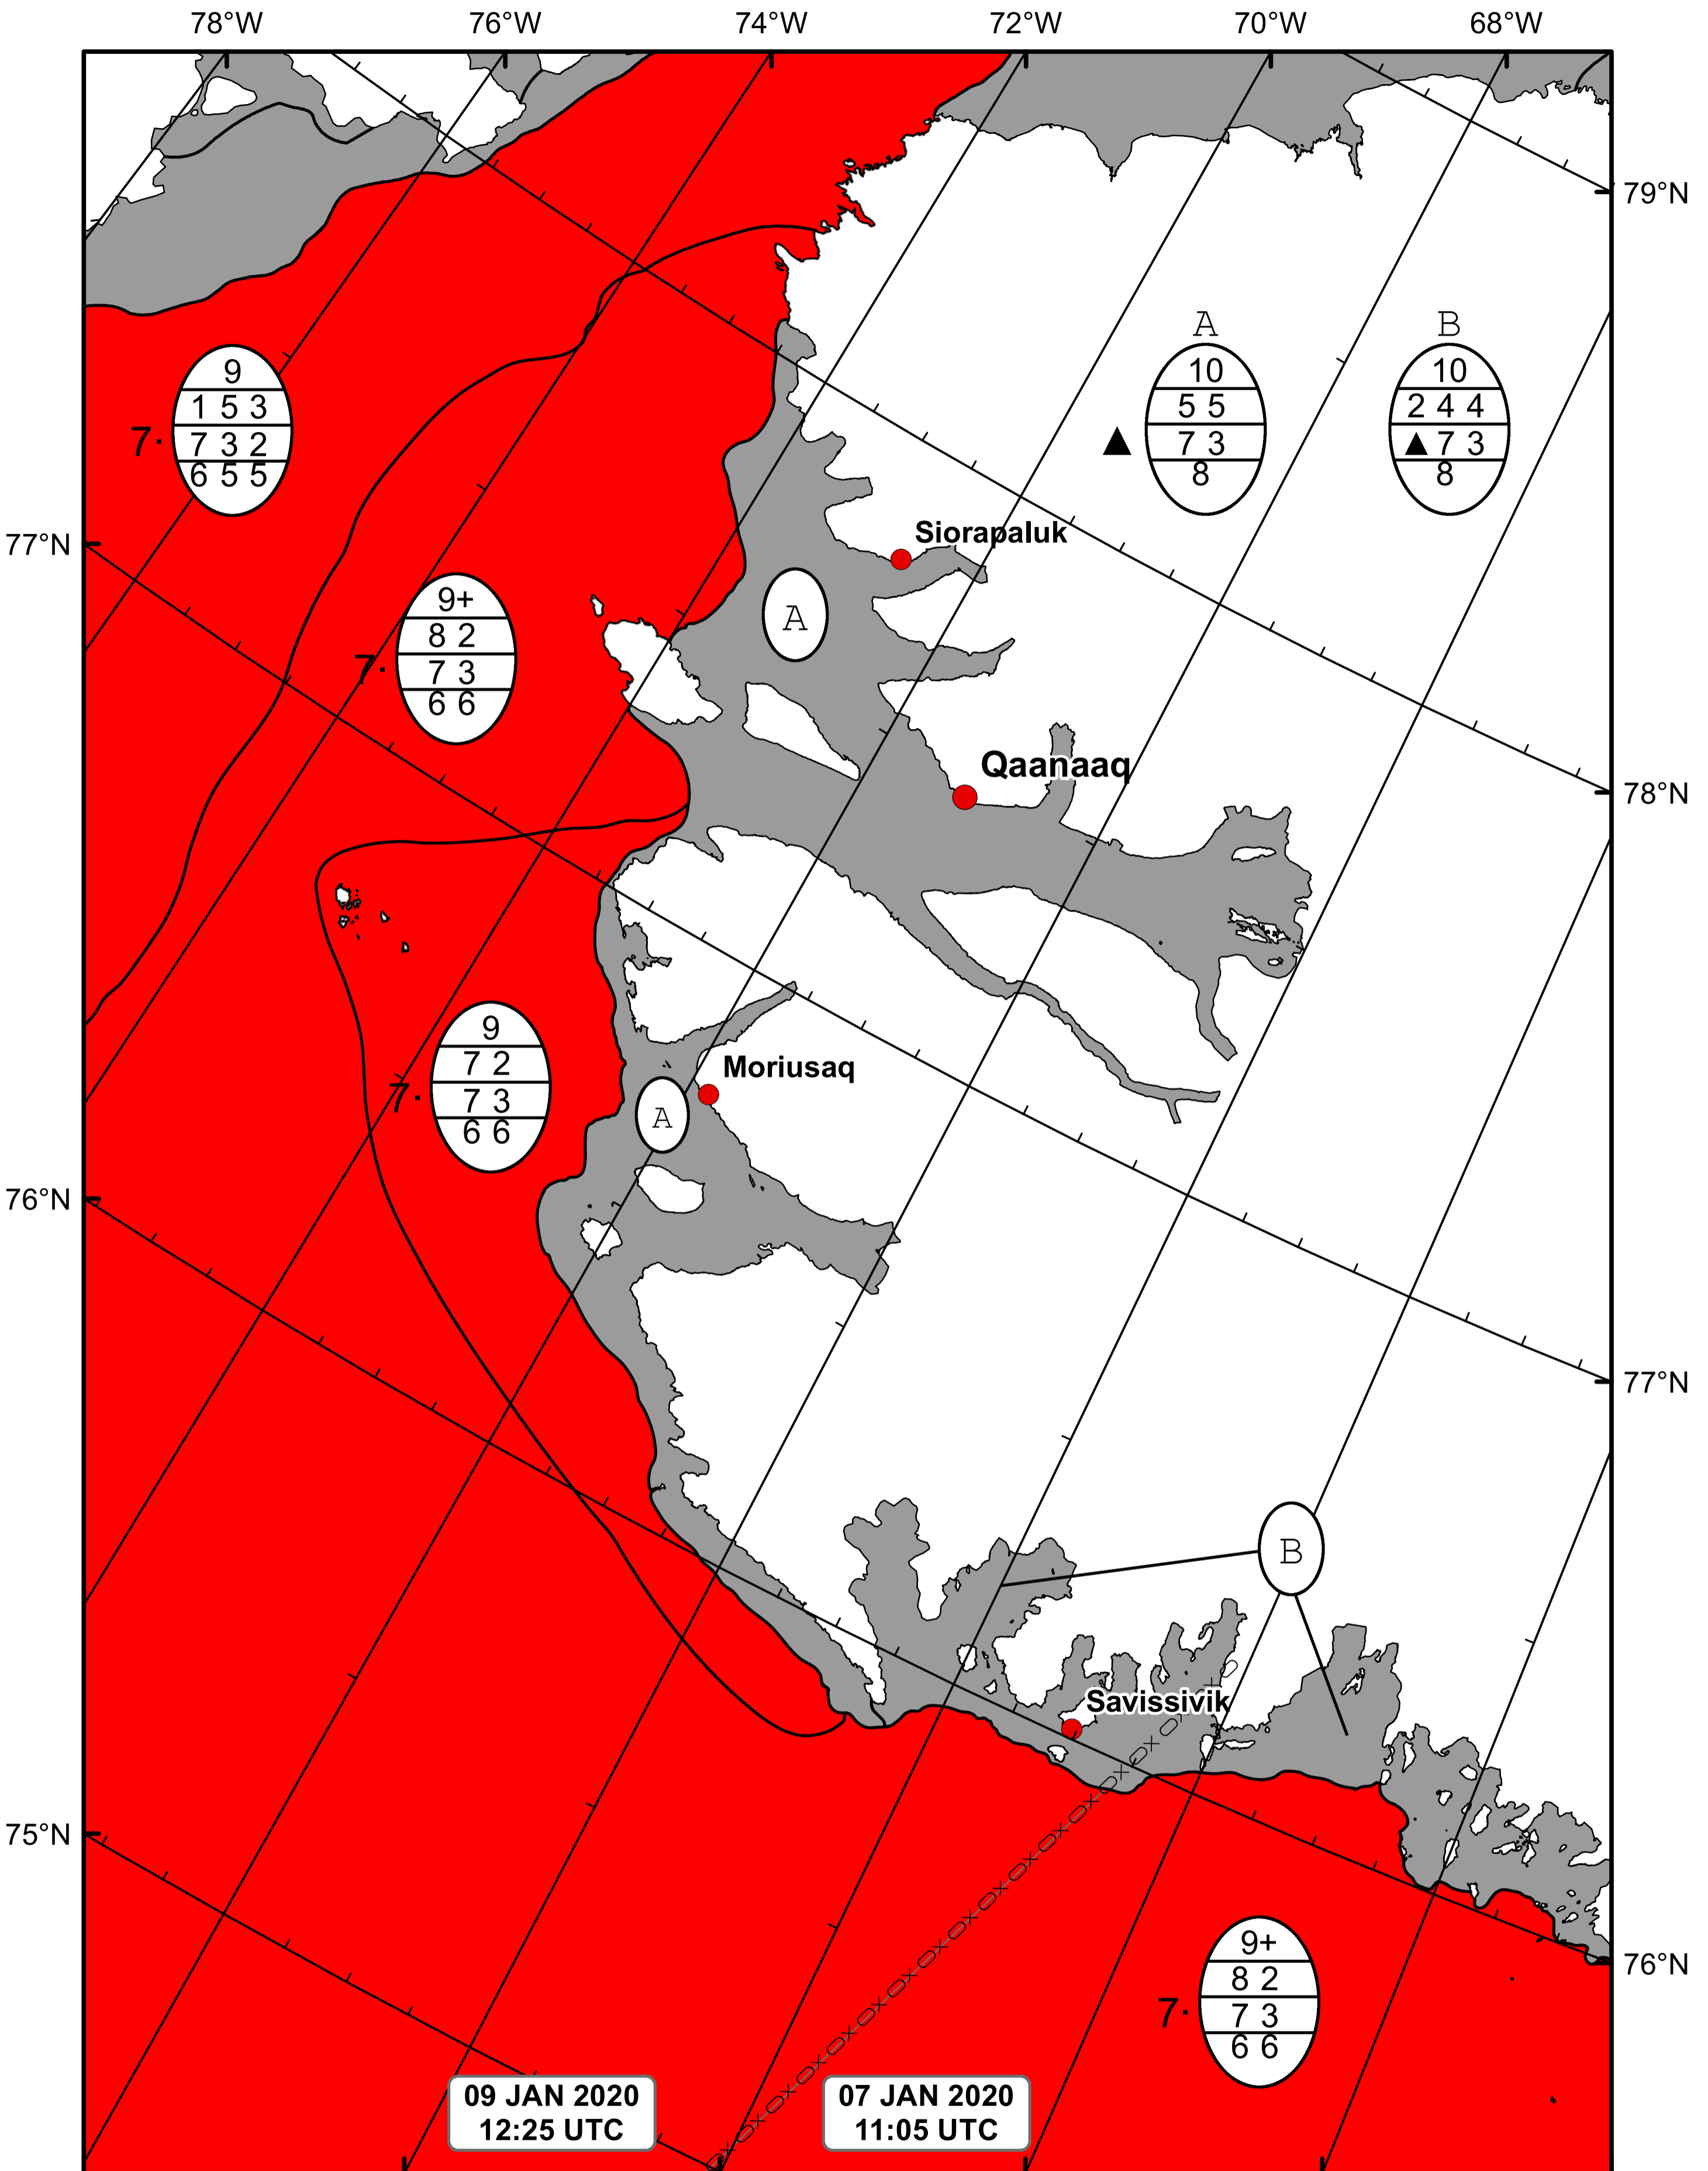 78°W 76°W 74°W 72°W 70°W 68°W
79°N
A B
9
1 5 3
7 3 2
6 5 5
7·
10
5 5
7 3
8
▲
10
2 4 4
▲ 7 3
8
77°N
Siorapaluk
9+
8 2
7 3
6 6
7·
A
Qaanaaq
78°N
9
7 2
7 3
6 6
7·
Moriusaq
A
76°N
77°N
B
Savissivik
75°N
76°N
9+
8 2
7 3
6 6
7·
09 JAN 2020
12:25 UTC
07 JAN 2020
11:05 UTC